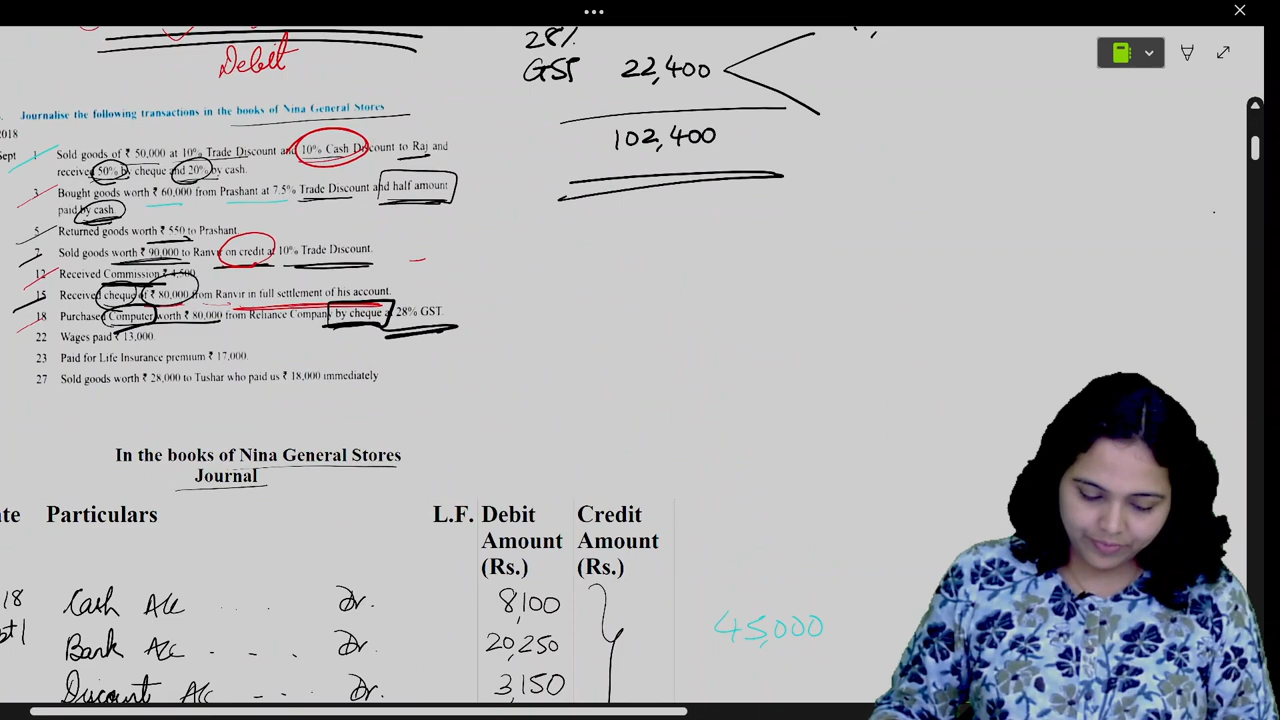 28%
GST 22,400
102,400
Debit
Journalise the following transactions in the books of Nina General Stores
2018
Sept 1 Sold goods of ₹ 50,000 at 10% Trade Discount and 10% Cash Discount to Raj and
received 50% by cheque and 20% by cash.
3 Bought goods worth ₹ 60,000 from Prashant at 7.5% Trade Discount and half amount
paid by cash.
5 Returned goods worth ₹ 550 to Prashant
7 Sold goods worth ₹ 90,000 to Ranvir on credit at 10% Trade Discount.
12 Received Commission ₹ 4,500
15 Received cheque of ₹ 80,000 from Ranvir in full settlement of his account.
18 Purchased Computer worth ₹ 80,000 from Reliance Company by cheque at 28% GST.
22 Wages paid ₹ 13,000.
23 Paid for Life Insurance premium ₹ 17,000.
27 Sold goods worth ₹ 28,000 to Tushar who paid us ₹ 18,000 immediately
In the books of Nina General Stores
Journal
ate Particulars L.F. Debit Amount (Rs.) Credit Amount (Rs.)
18 Cash A/c .... Dr. 8,100
pt 1 Bank A/c - - .. Dr. 20,250
Discount A/c - - . Dr. 3,150
45,000